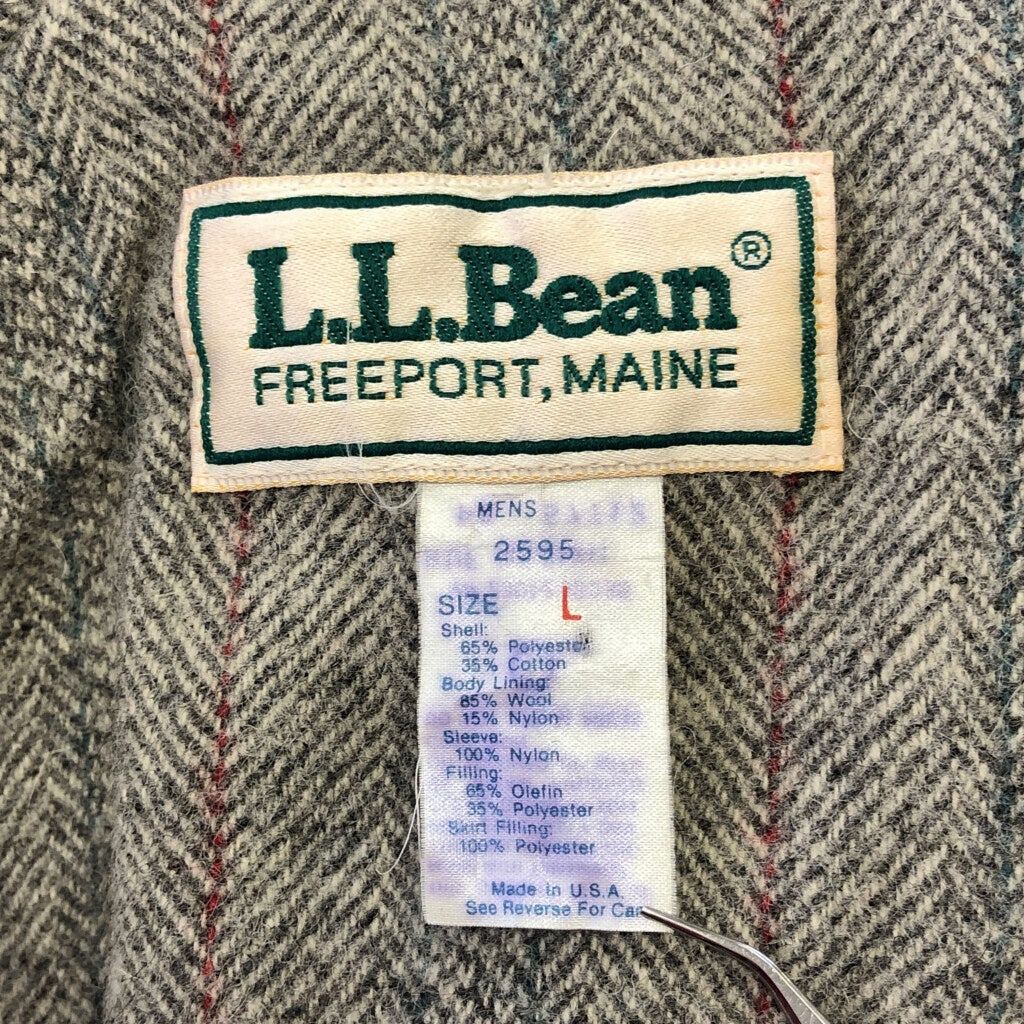 L.L.Bean®
FREEPORT, MAINE
MENS
2595
SIZE L
Shell:
65% Polyester
35% Cotton
Body Lining:
85% Wool
15% Nylon
Sleeve:
100% Nylon
Filling:
65% Olefin
35% Polyester
Skirt Filling:
100% Polyester
Made in U.S.A
See Reverse For Car